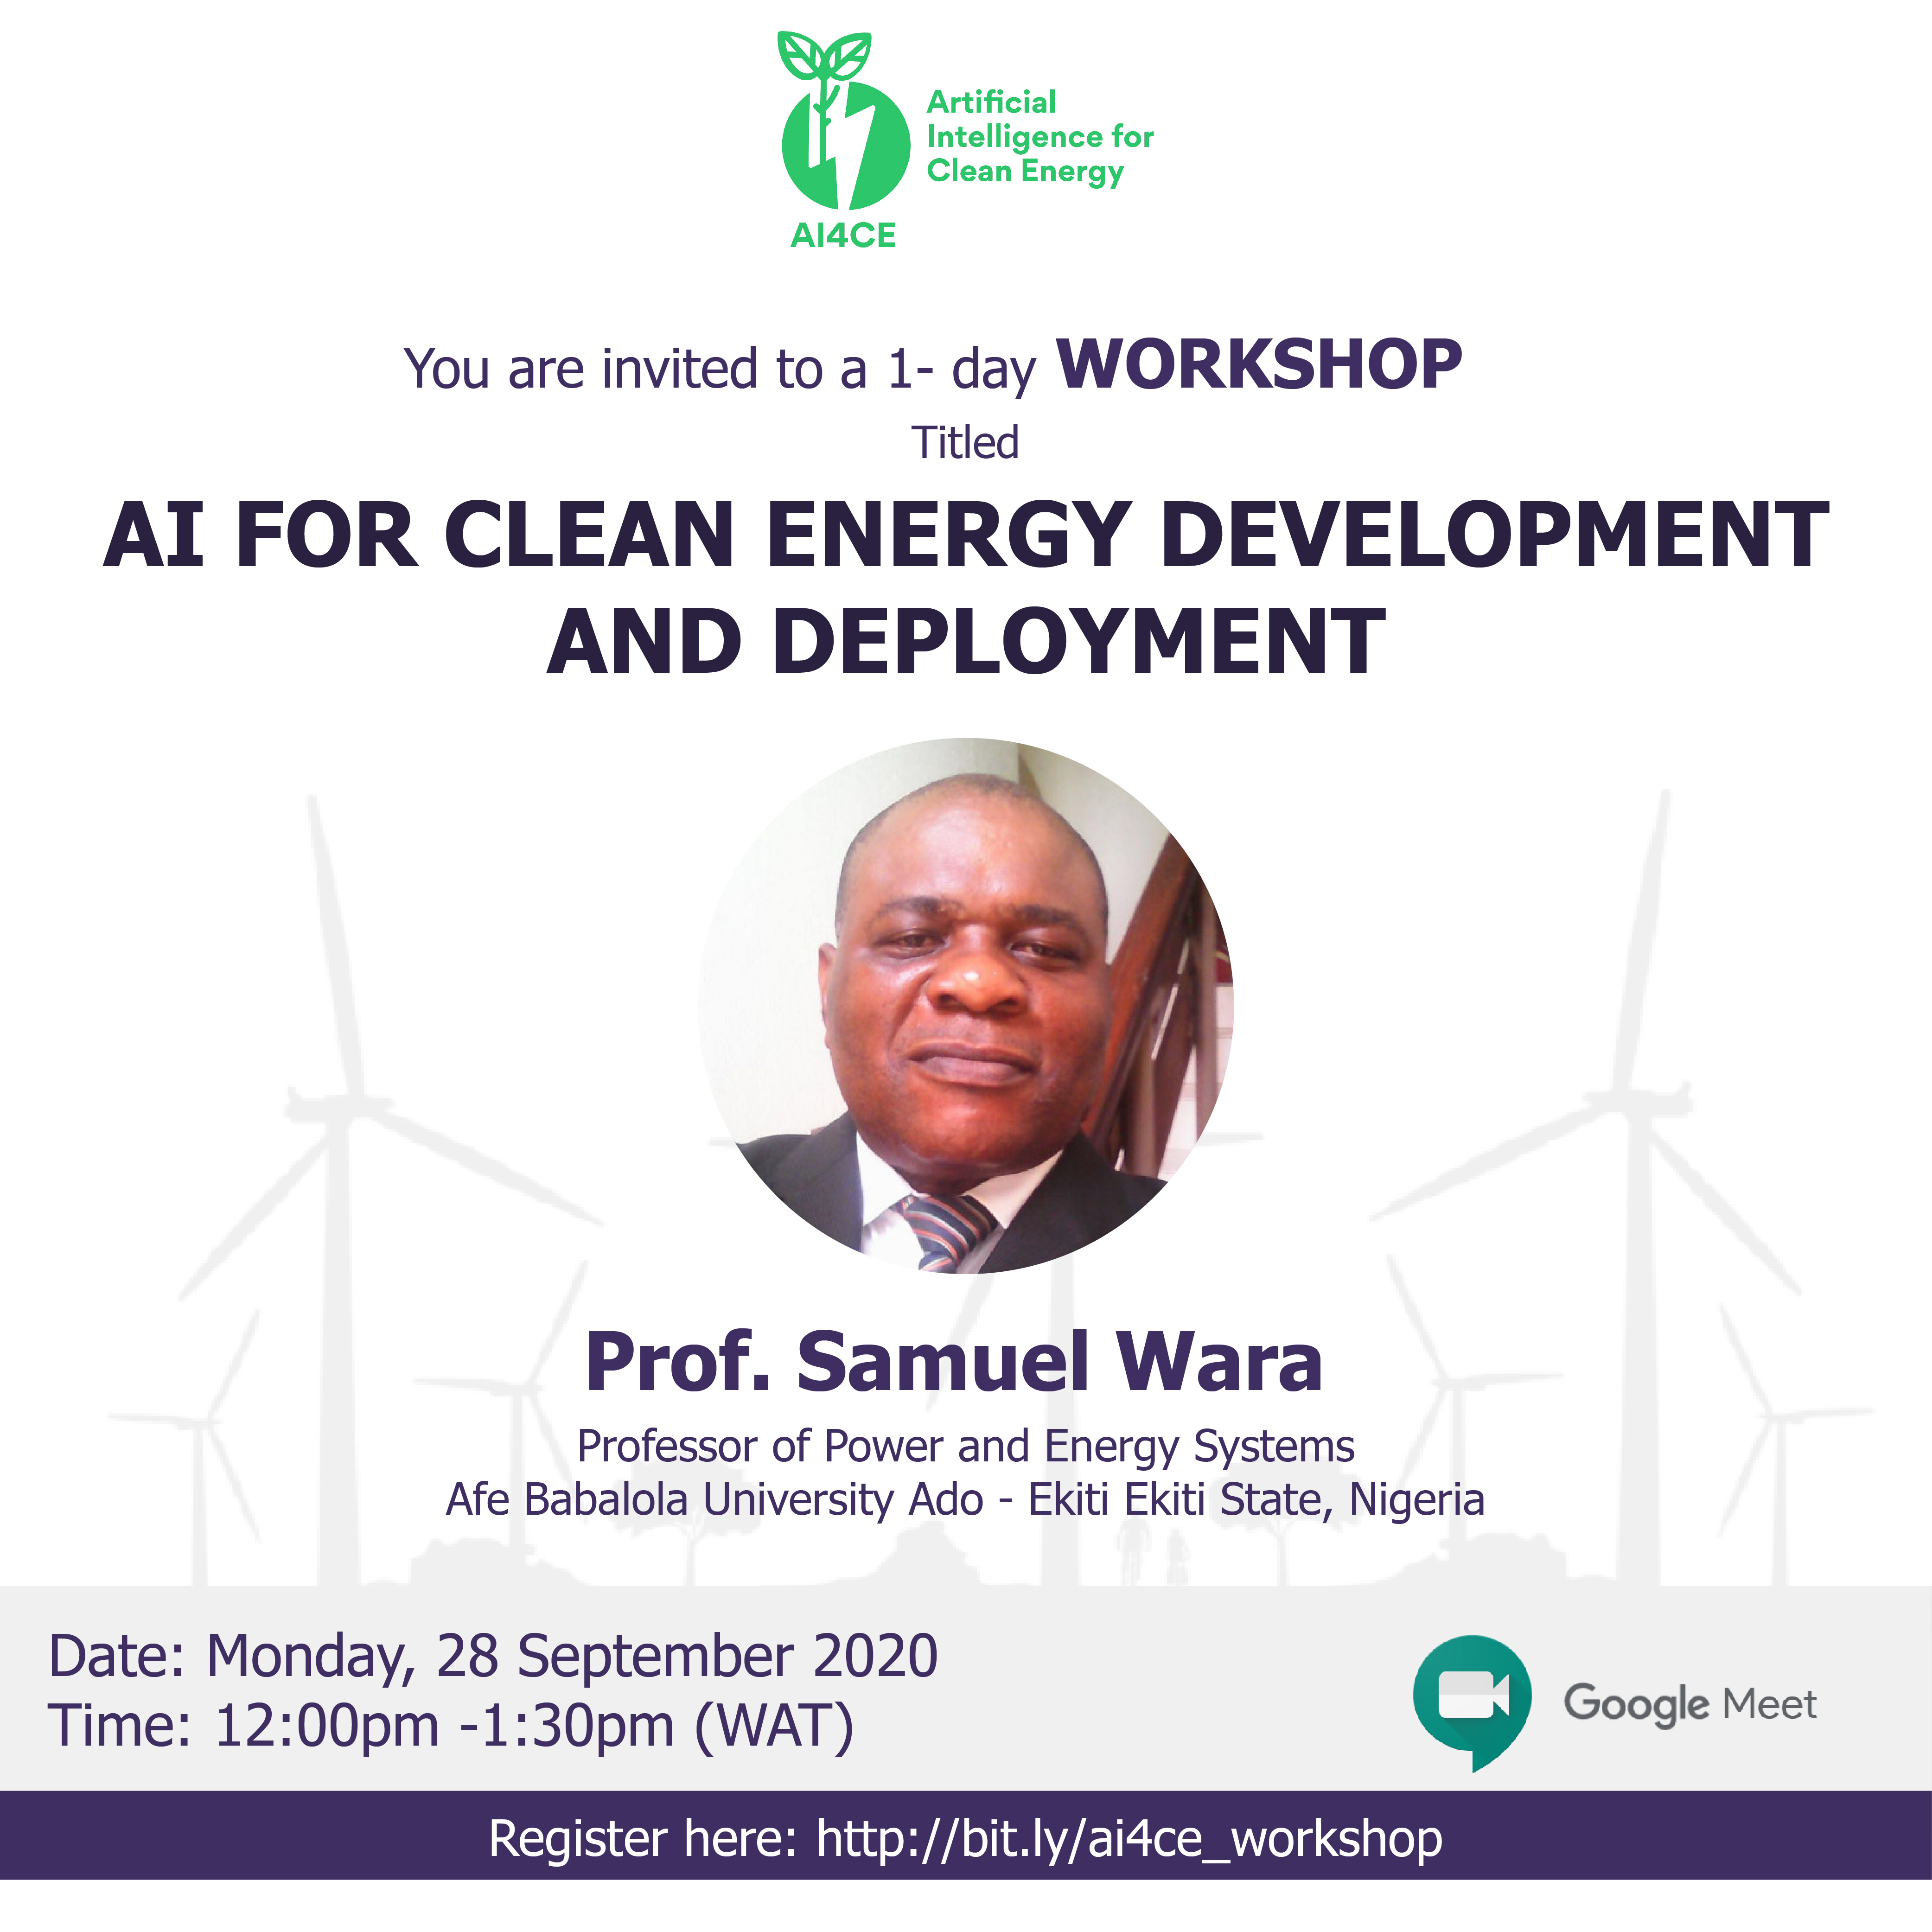 Artificial
Intelligence for
Clean Energy
AI4CE
You are invited to a 1- day WORKSHOP
Titled
AI FOR CLEAN ENERGY DEVELOPMENT
AND DEPLOYMENT
Prof. Samuel Wara
Professor of Power and Energy Systems
Afe Babalola University Ado - Ekiti Ekiti State, Nigeria
Date: Monday, 28 September 2020
Time: 12:00pm -1:30pm (WAT)
Google Meet
Register here: http://bit.ly/ai4ce_workshop